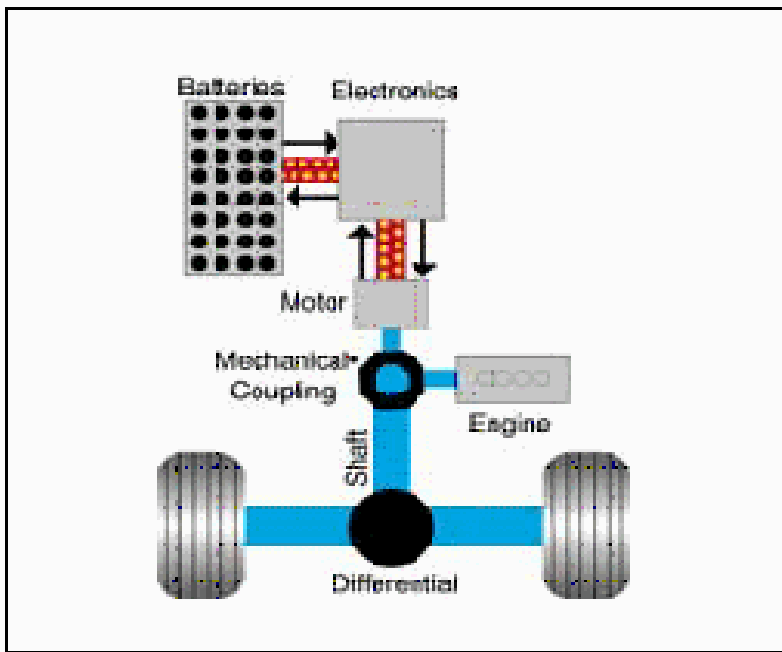 Batteries
Electronics
Motor
Mechanical
Coupling
Engine
Shaft
Differential